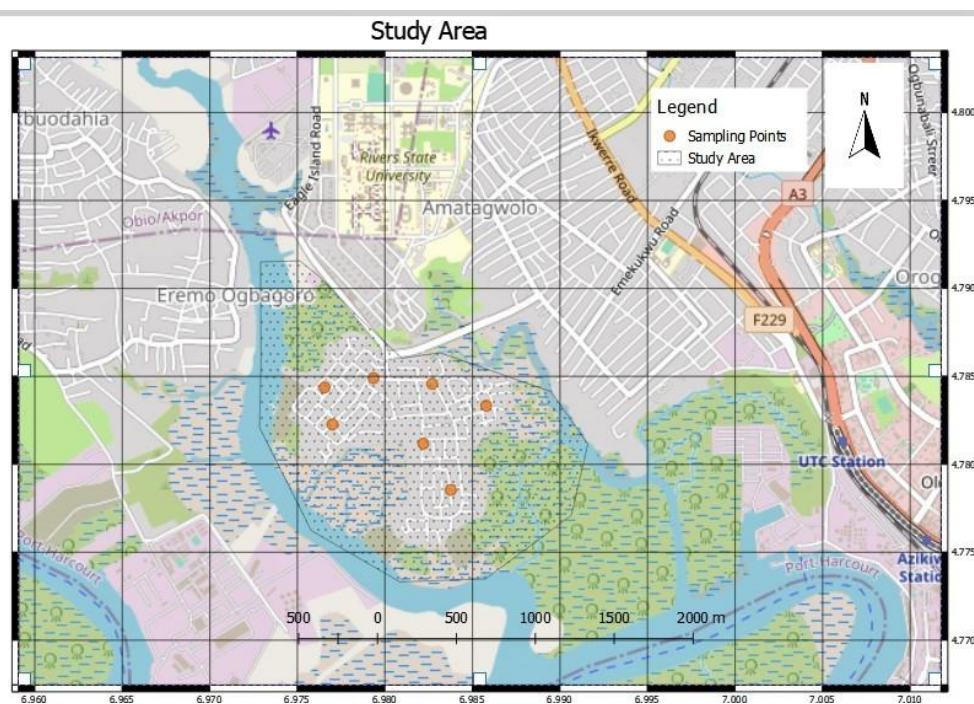 Study Area
buodahia
Eagle Island Road
Rivers State
University
Ikwerre Road
Legend
Sampling Points
Study Area
N
Ogbunabali Street
4.800
A3
Obio/Akpor
Amatagwolo
Emekukwu Road
4.795
Eremo Ogbagoro
Orog
4.790
F229
ad
4.785
UTC Station
4.780
Ol
Port-Harcourt
Port-Harcourt
Azikiw
Static
4.775
500 0 500 1000 1500 2000 m
4.770
6.960 6.965 6.970 6.975 6.980 6.985 6.990 6.995 7.000 7.005 7.010